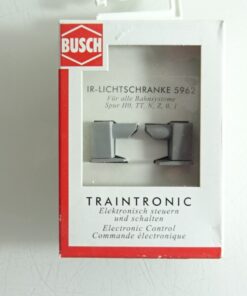 BUSCH
IR-LICHTSCHRANKE 5962
Für alle Bahnsysteme
Spur H0, TT, N, Z, 0, 1
TRAINTRONIC
Elektronisch steuern
und schalten
Electronic Control
Commande électronique